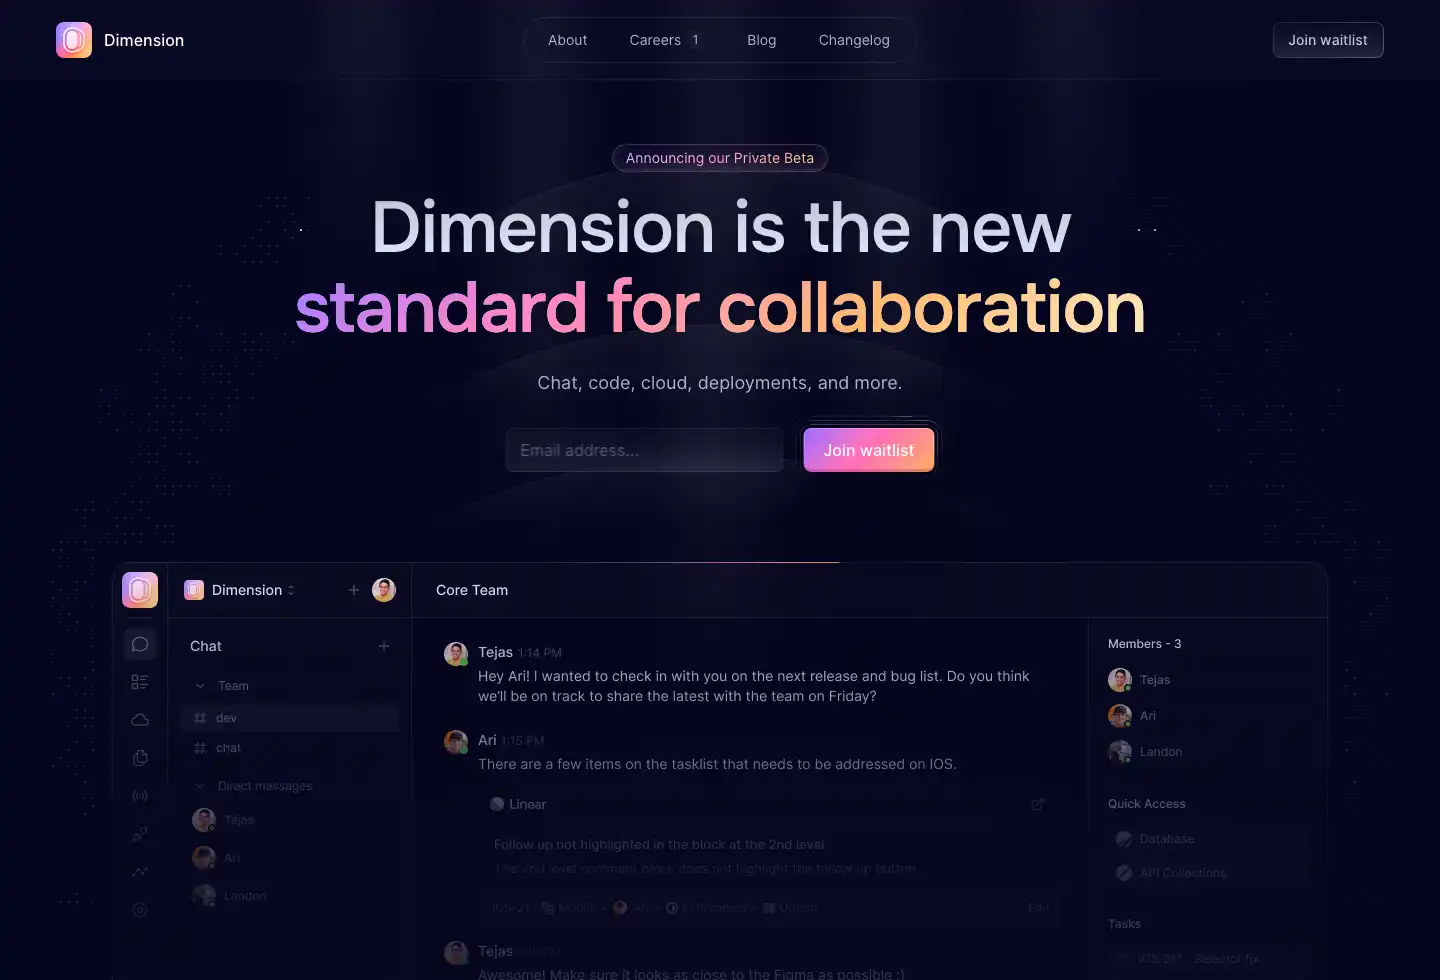 Dimension
About
Careers 1
Blog
Changelog
Join waitlist
Announcing our Private Beta
Dimension is the new
standard for collaboration
Chat, code, cloud, deployments, and more.
Email address...
Join waitlist
Dimension
Core Team
Chat
Team
dev
chat
Direct messages
Tejas
Ari
Landon
Tejas 1:14 PM
Hey Ari! I wanted to check in with you on the next release and bug list. Do you think
we'll be on track to share the latest with the team on Friday?
Ari 1:15 PM
There are a few items on the tasklist that needs to be addressed on IOS.
Linear
Follow up not highlighted in the block at the 2nd level
The 2nd level comment block does not highlight the follow up button
IOS-21 Mobile Ari In Progress Urgent Edit
Tejas
Awesome! Make sure it looks as close to the Figma as possible :)
Members - 3
Tejas
Ari
Landon
Quick Access
Database
API Collections
Tasks
IOS-21 Selector fix